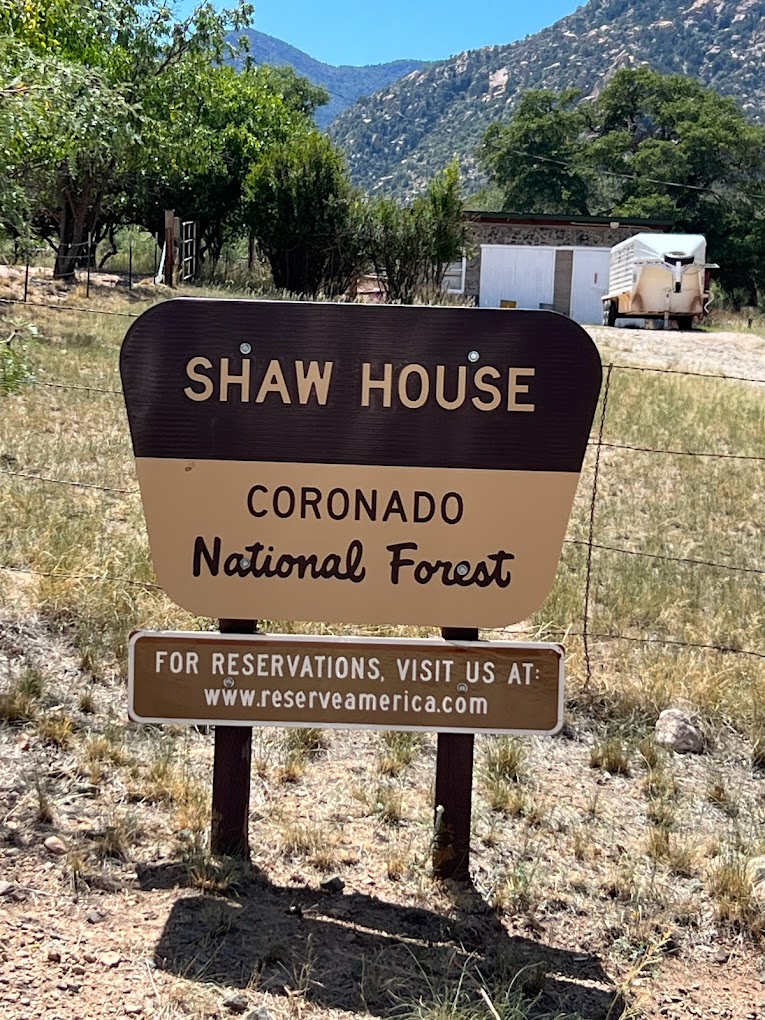 SHAW HOUSE
CORONADO
National Forest
FOR RESERVATIONS, VISIT US AT:
www.reserveamerica.com